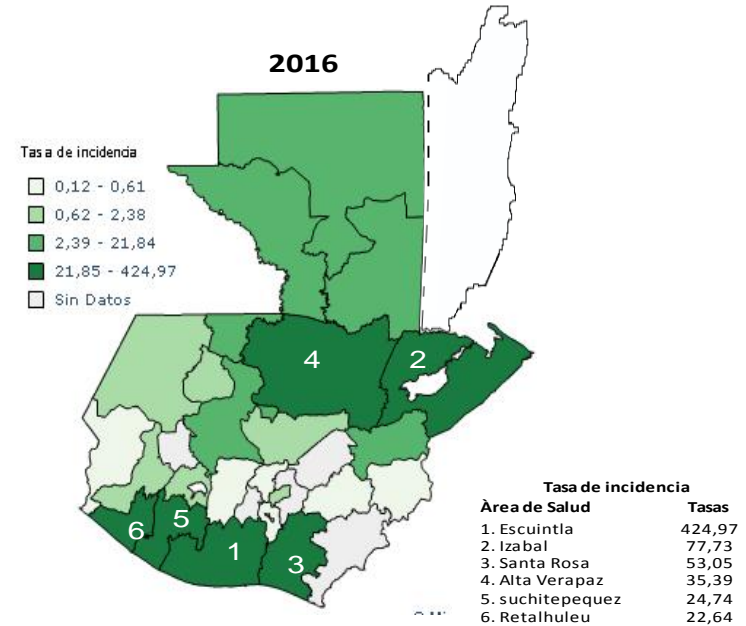 2016
Tasa de incidencia
0,12 - 0,61
0,62 - 2,38
2,39 - 21,84
21,85 - 424,97
Sin Datos
4
2
6
5
1
3
Tasa de incidencia
Àrea de Salud Tasas
1. Escuintla 424,97
2. Izabal 77,73
3. Santa Rosa 53,05
4. Alta Verapaz 35,39
5. suchitepequez 24,74
6. Retalhuleu 22,64